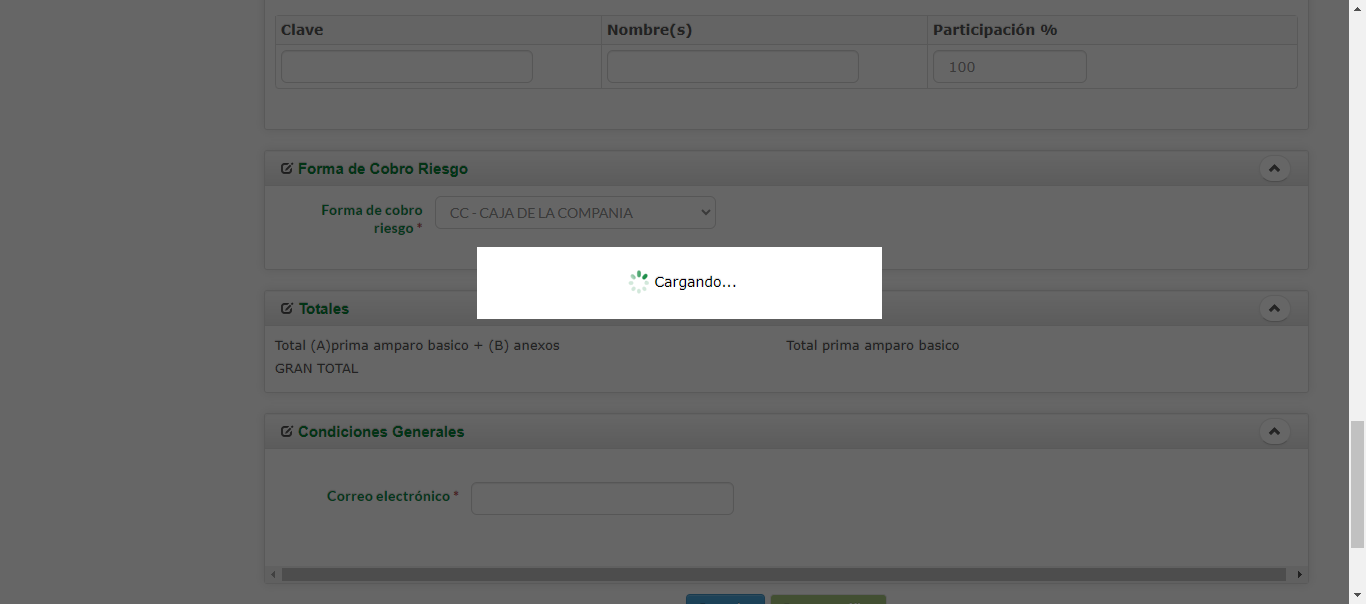 Clave Nombre(s) Participación %
100
Forma de Cobro Riesgo
Forma de cobro
riesgo *
CC - CAJA DE LA COMPANIA
Cargando...
Totales
Total (A)prima amparo basico + (B) anexos Total prima amparo basico
GRAN TOTAL
Condiciones Generales
Correo electrónico *